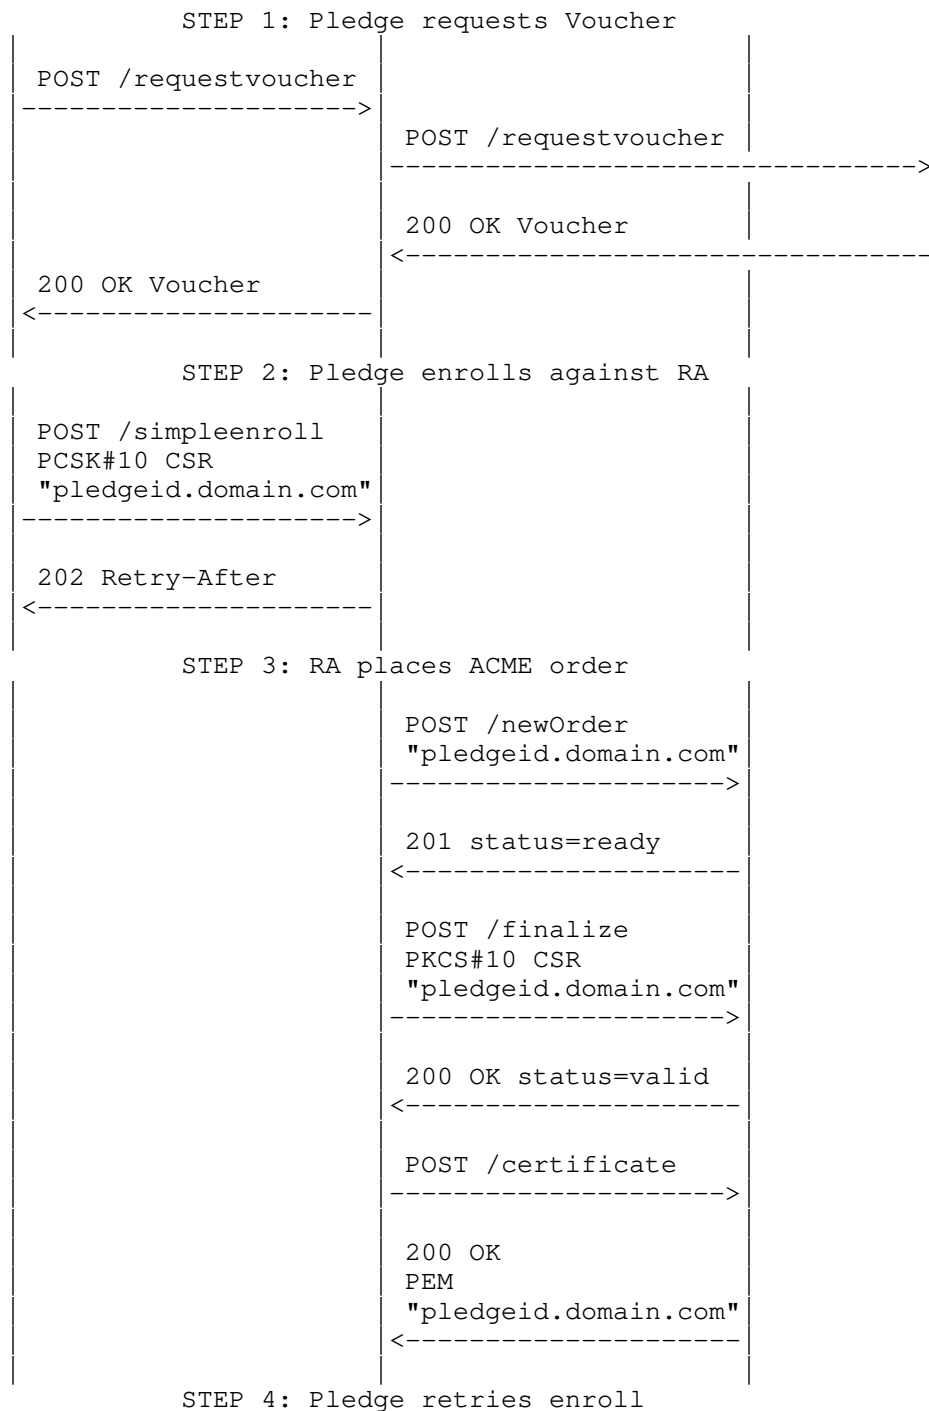 STEP 1: Pledge requests Voucher
POST /requestvoucher
--------------------->
POST /requestvoucher
--------------------------------->
200 OK Voucher
<---------------------------------
200 OK Voucher
<---------------------
STEP 2: Pledge enrolls against RA
POST /simpleenroll
PCSK#10 CSR
"pledgeid.domain.com"
--------------------->
202 Retry-After
<---------------------
STEP 3: RA places ACME order
POST /newOrder
"pledgeid.domain.com"
--------------------->
201 status=ready
<---------------------
POST /finalize
PKCS#10 CSR
"pledgeid.domain.com"
--------------------->
200 OK status=valid
<---------------------
POST /certificate
--------------------->
200 OK
PEM
"pledgeid.domain.com"
<---------------------
STEP 4: Pledge retries enroll